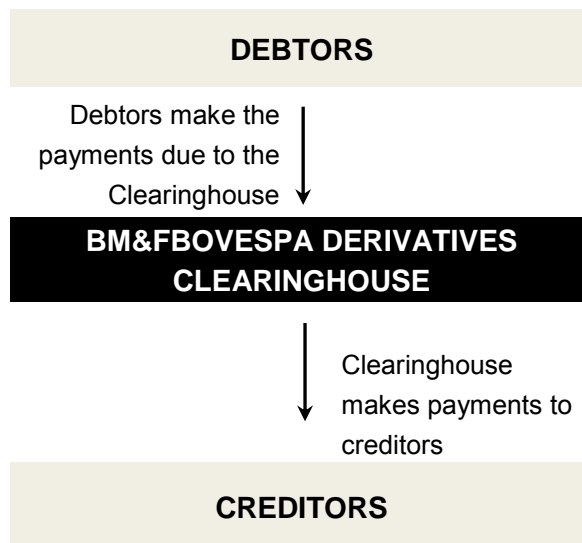 DEBTORS
Debtors make the
payments due to the
Clearinghouse
BM&FBOVESPA DERIVATIVES
CLEARINGHOUSE
Clearinghouse
makes payments to
creditors
CREDITORS